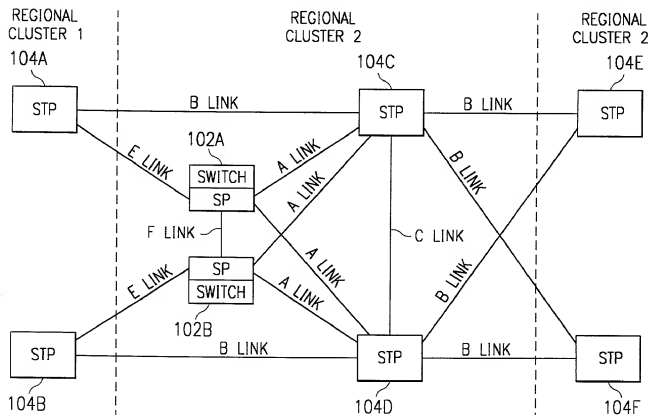 REGIONAL
CLUSTER 1
REGIONAL
CLUSTER 2
REGIONAL
CLUSTER 2
104A
104C
104E
STP
B LINK
STP
B LINK
STP
E LINK
102A
A LINK
SWITCH
SP
A LINK
B LINK
F LINK
C LINK
SP
SWITCH
A LINK
E LINK
A LINK
B LINK
102B
STP
B LINK
STP
B LINK
STP
104B
104D
104F